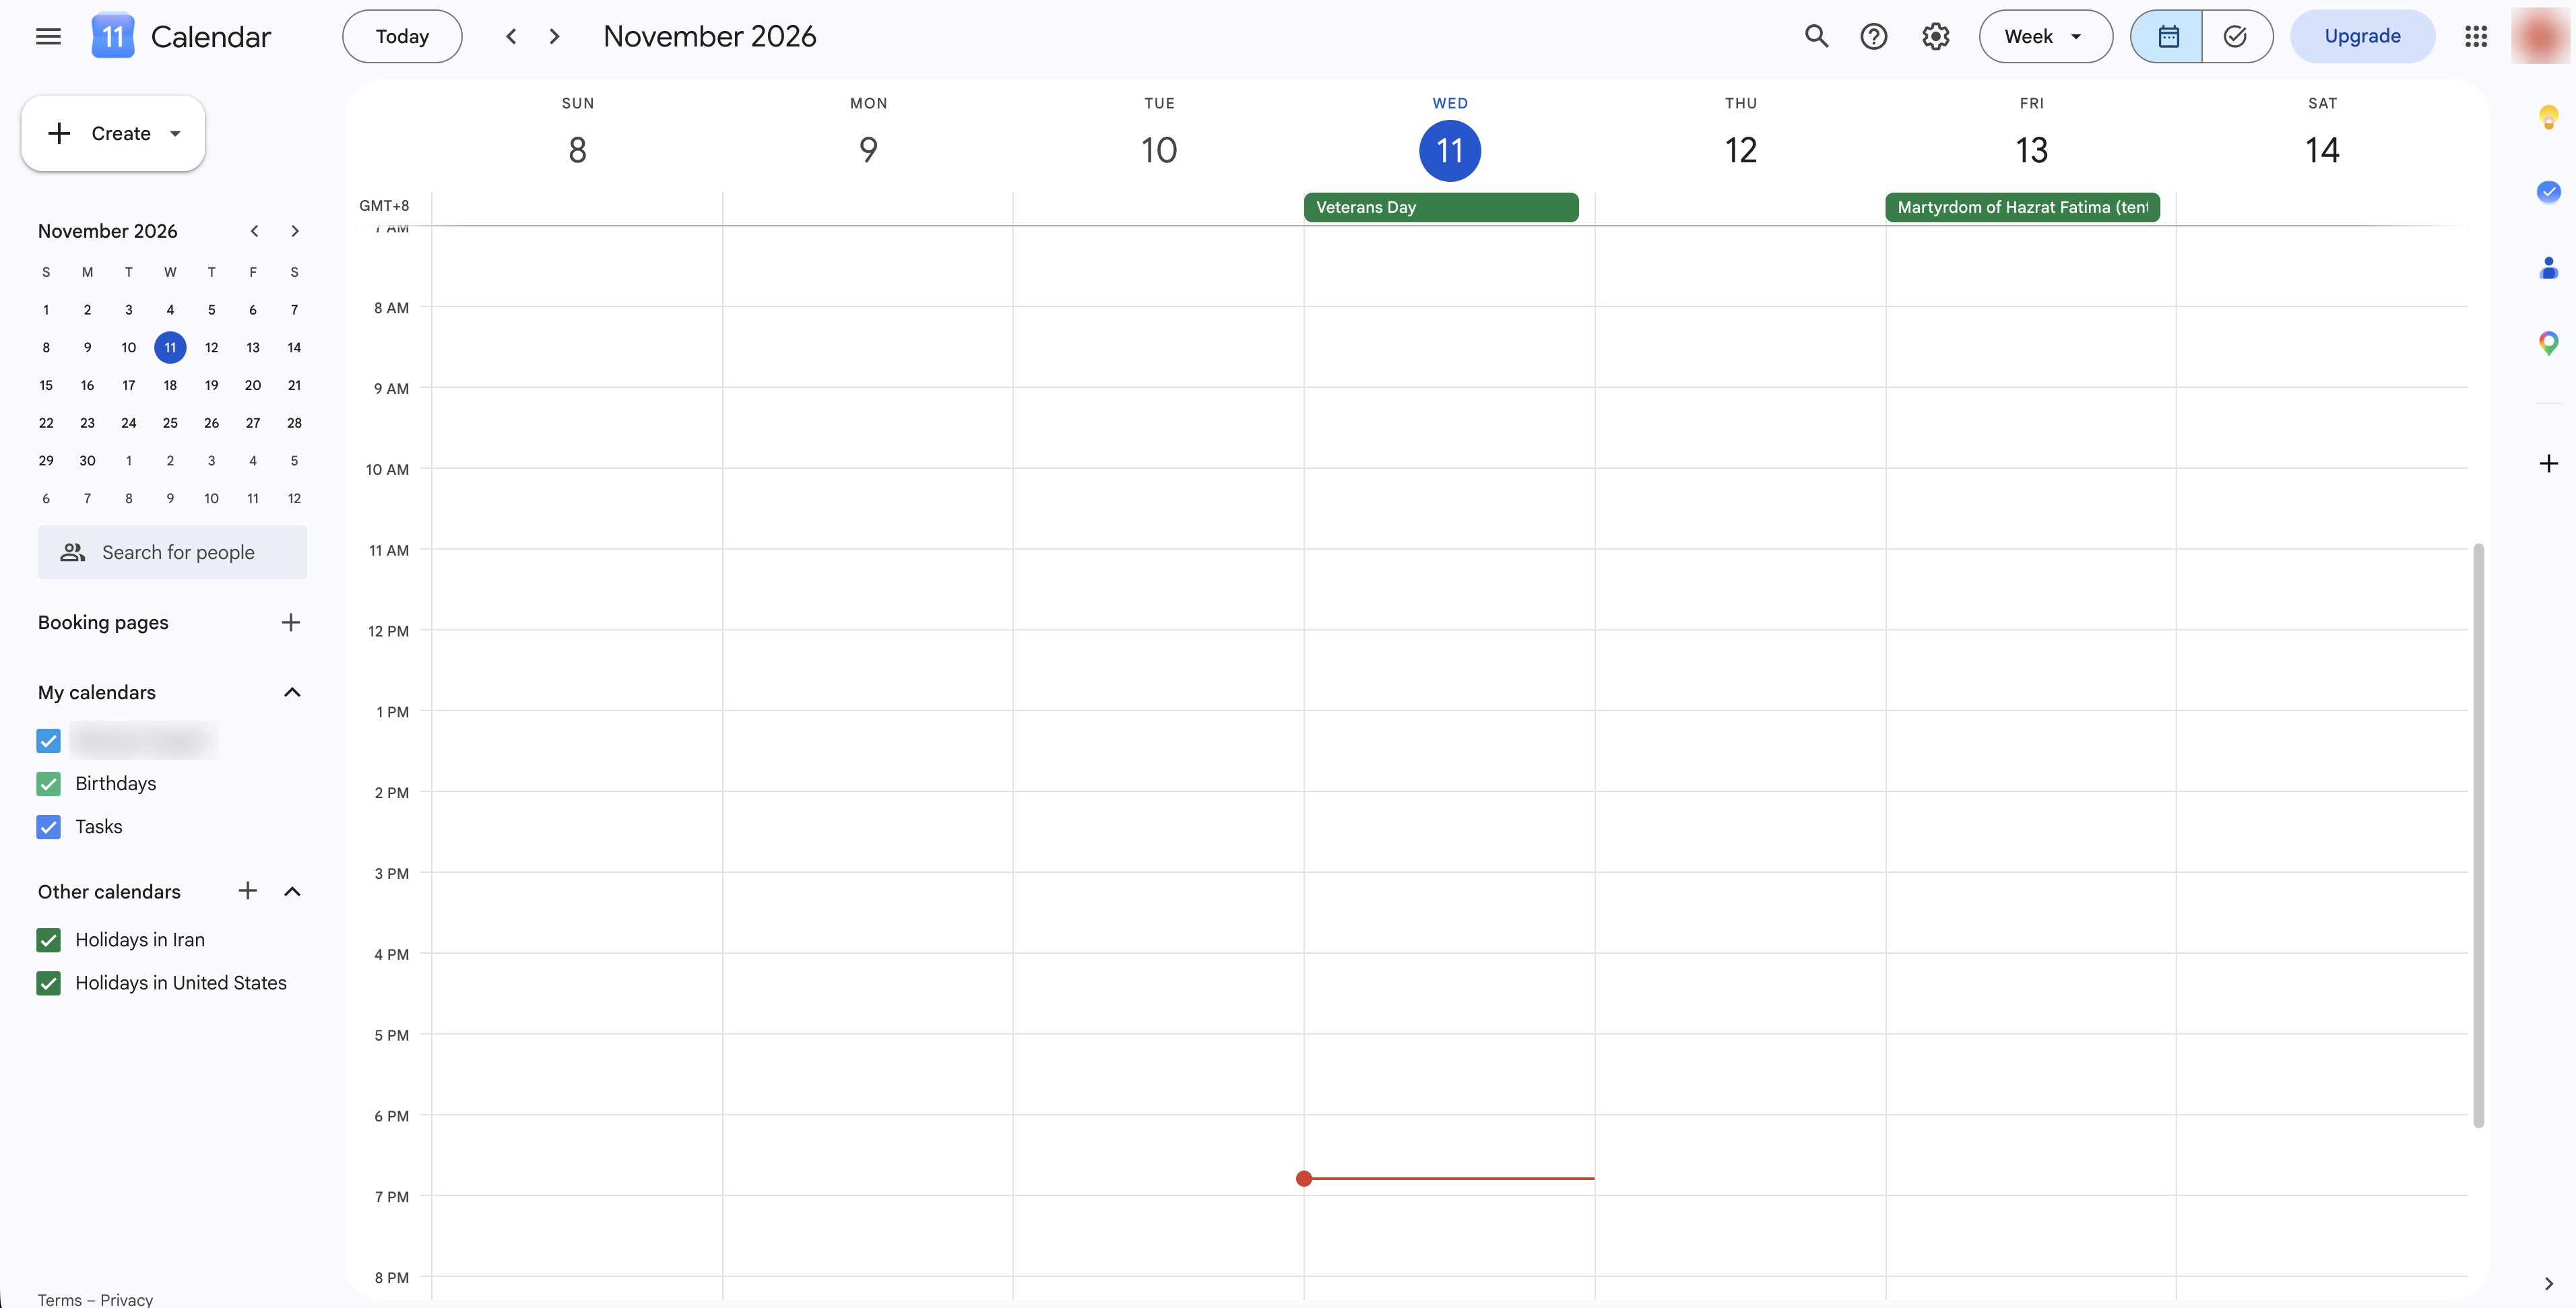 11 Calendar Today November 2026 Week Upgrade
Create
November 2026
S M T W T F S
1 2 3 4 5 6 7
8 9 10 11 12 13 14
15 16 17 18 19 20 21
22 23 24 25 26 27 28
29 30 1 2 3 4 5
6 7 8 9 10 11 12
Search for people
Booking pages
My calendars
Birthdays
Tasks
Other calendars
Holidays in Iran
Holidays in United States
Terms – Privacy
SUN MON TUE WED THU FRI SAT
8 9 10 11 12 13 14
GMT+8 Veterans Day Martyrdom of Hazrat Fatima (tent
7 AM
8 AM
9 AM
10 AM
11 AM
12 PM
1 PM
2 PM
3 PM
4 PM
5 PM
6 PM
7 PM
8 PM